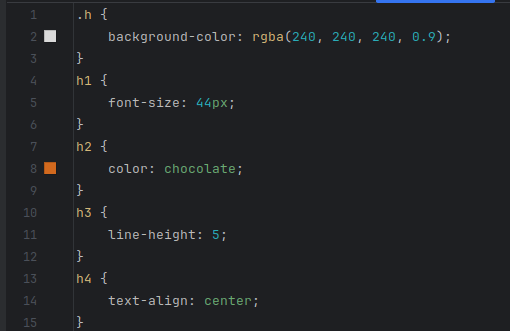 1 .h {
2 background-color: rgba(240, 240, 240, 0.9);
3 }
4 h1 {
5 font-size: 44px;
6 }
7 h2 {
8 color: chocolate;
9 }
10 h3 {
11 line-height: 5;
12 }
13 h4 {
14 text-align: center;
15 }